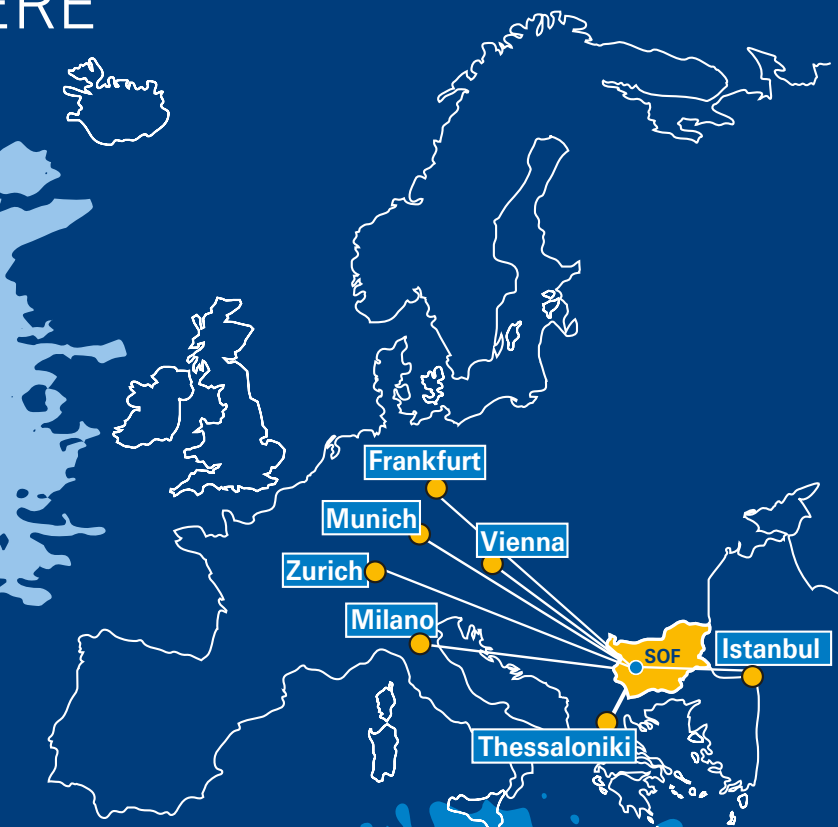 ERE
Frankfurt
Munich
Vienna
Zurich
Milano
SOF
Istanbul
Thessaloniki